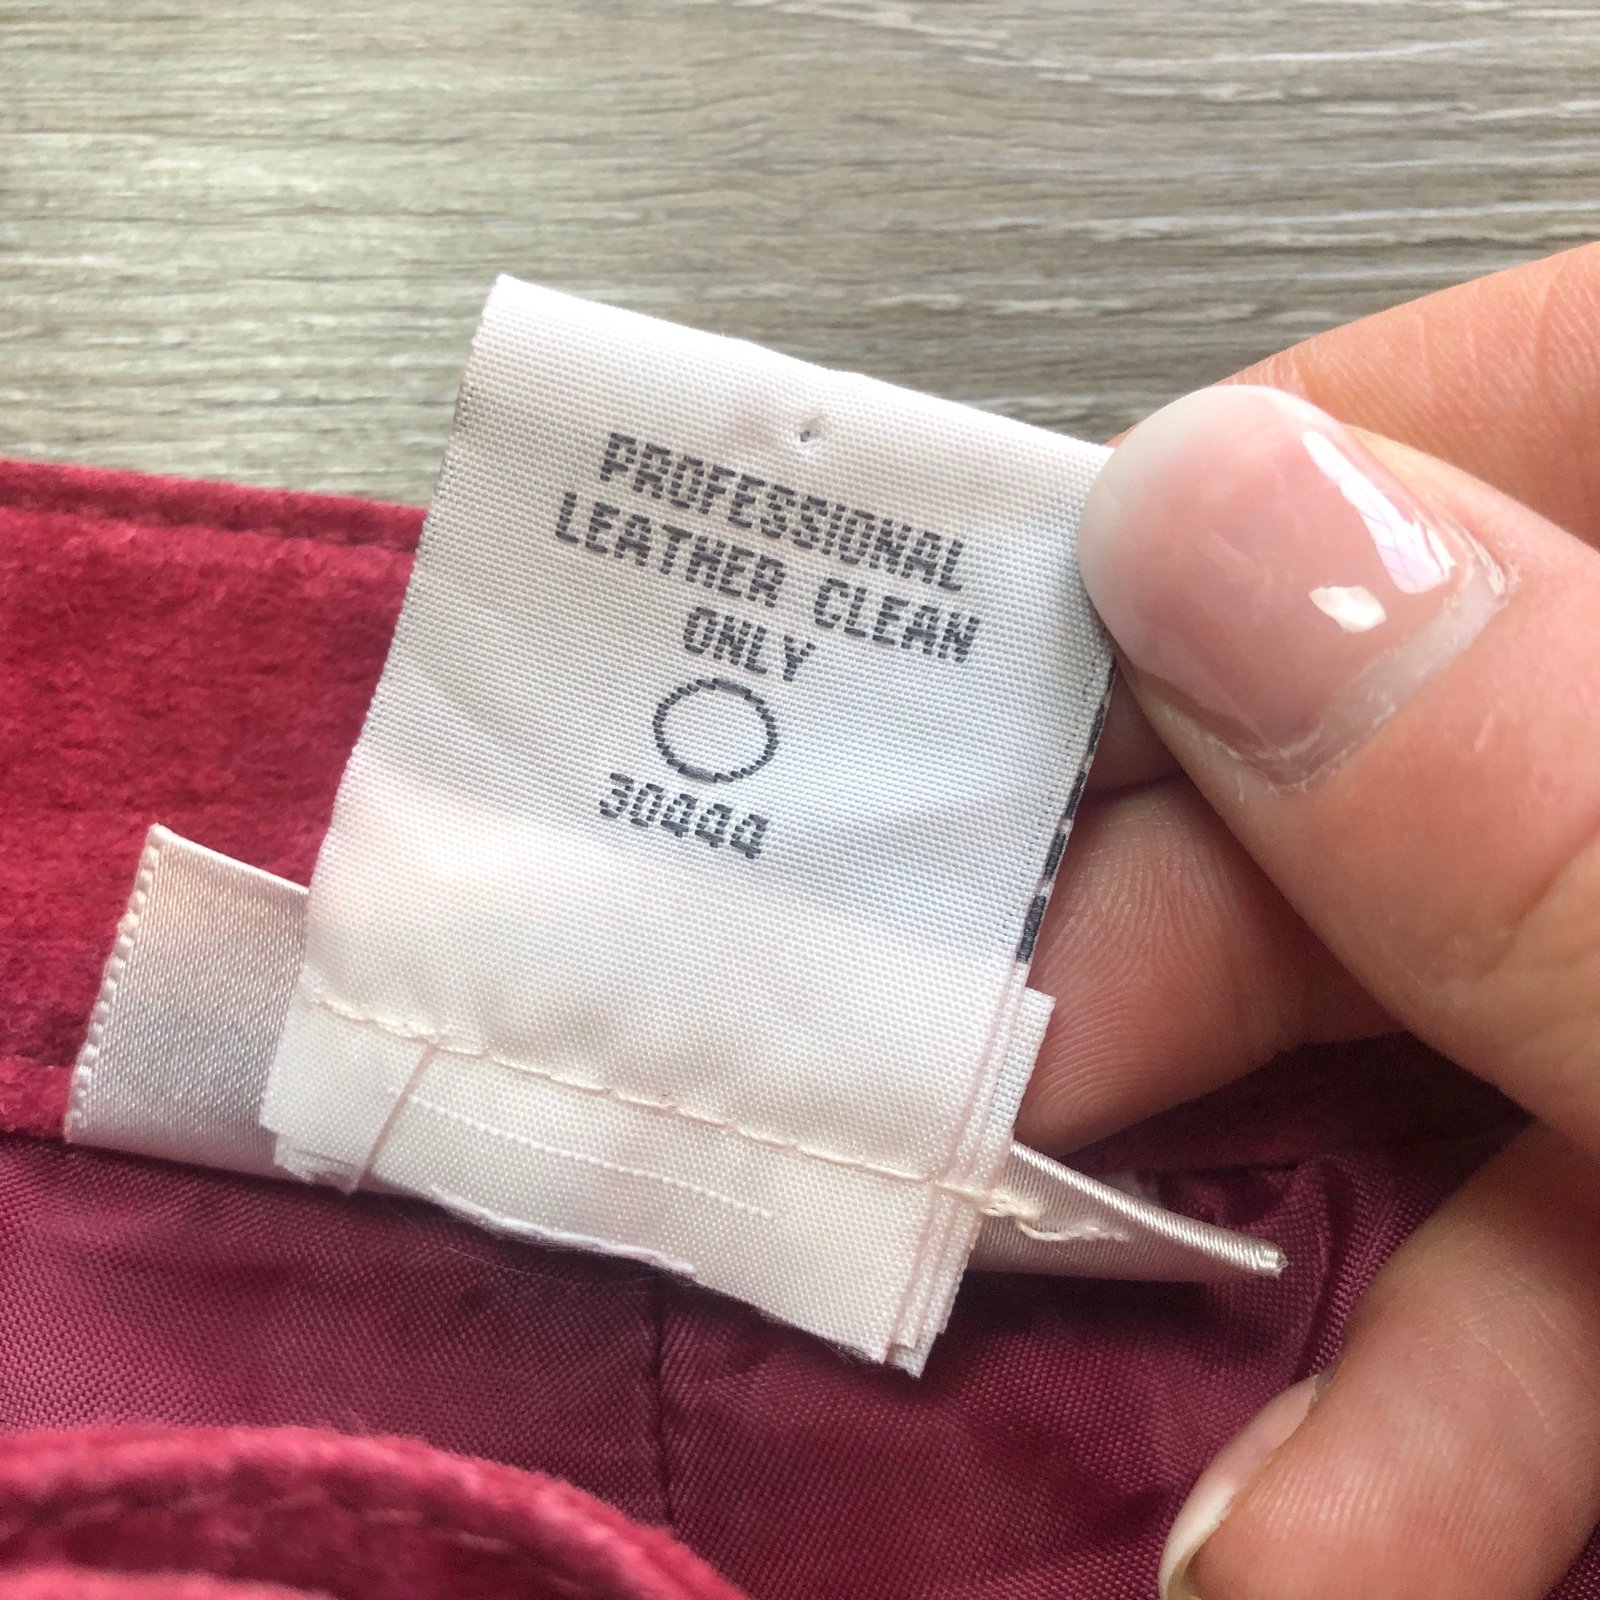 PROFESSIONAL
LEATHER CLEAN
ONLY
30444